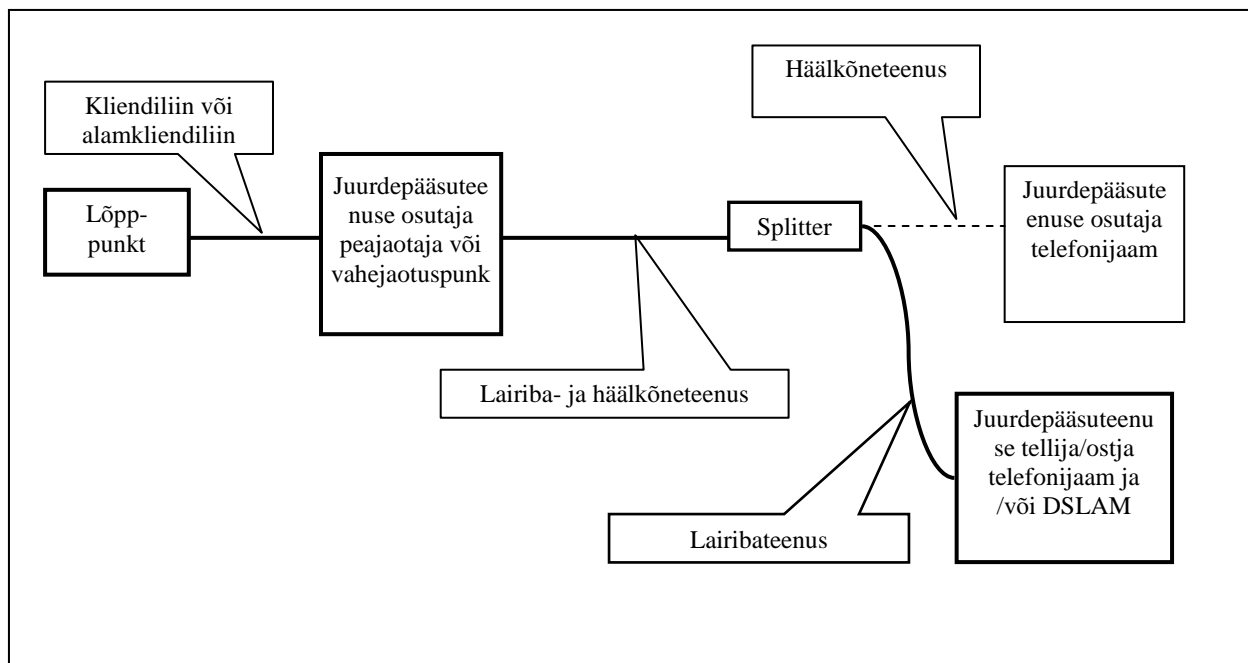 Häälkõneteenus
Kliendiliin või
alamkliendiliin
Lõpp-
punkt
Juurdepääsutee
nuse osutaja
peajaotaja või
vahejaotuspunk
Splitter
Juurdepääsute
enuse osutaja
telefonijaam
Lairiba- ja häälkõneteenus
Juurdepääsuteenu
se tellija/ostja
telefonijaam ja
/või DSLAM
Lairibateenus